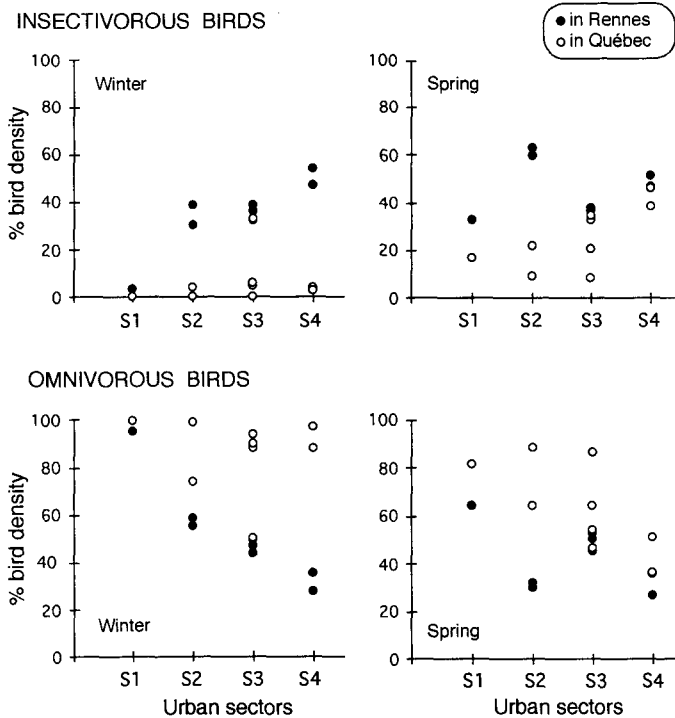 INSECTIVOROUS BIRDS
● in Rennes
○ in Québec
% bird density
100
80
60
40
20
0
Winter
S1 S2 S3 S4
100
80
60
40
20
0
Spring
S1 S2 S3 S4
OMNIVOROUS BIRDS
% bird density
100
80
60
40
20
0
Winter
S1 S2 S3 S4
Urban sectors
100
80
60
40
20
0
Spring
S1 S2 S3 S4
Urban sectors